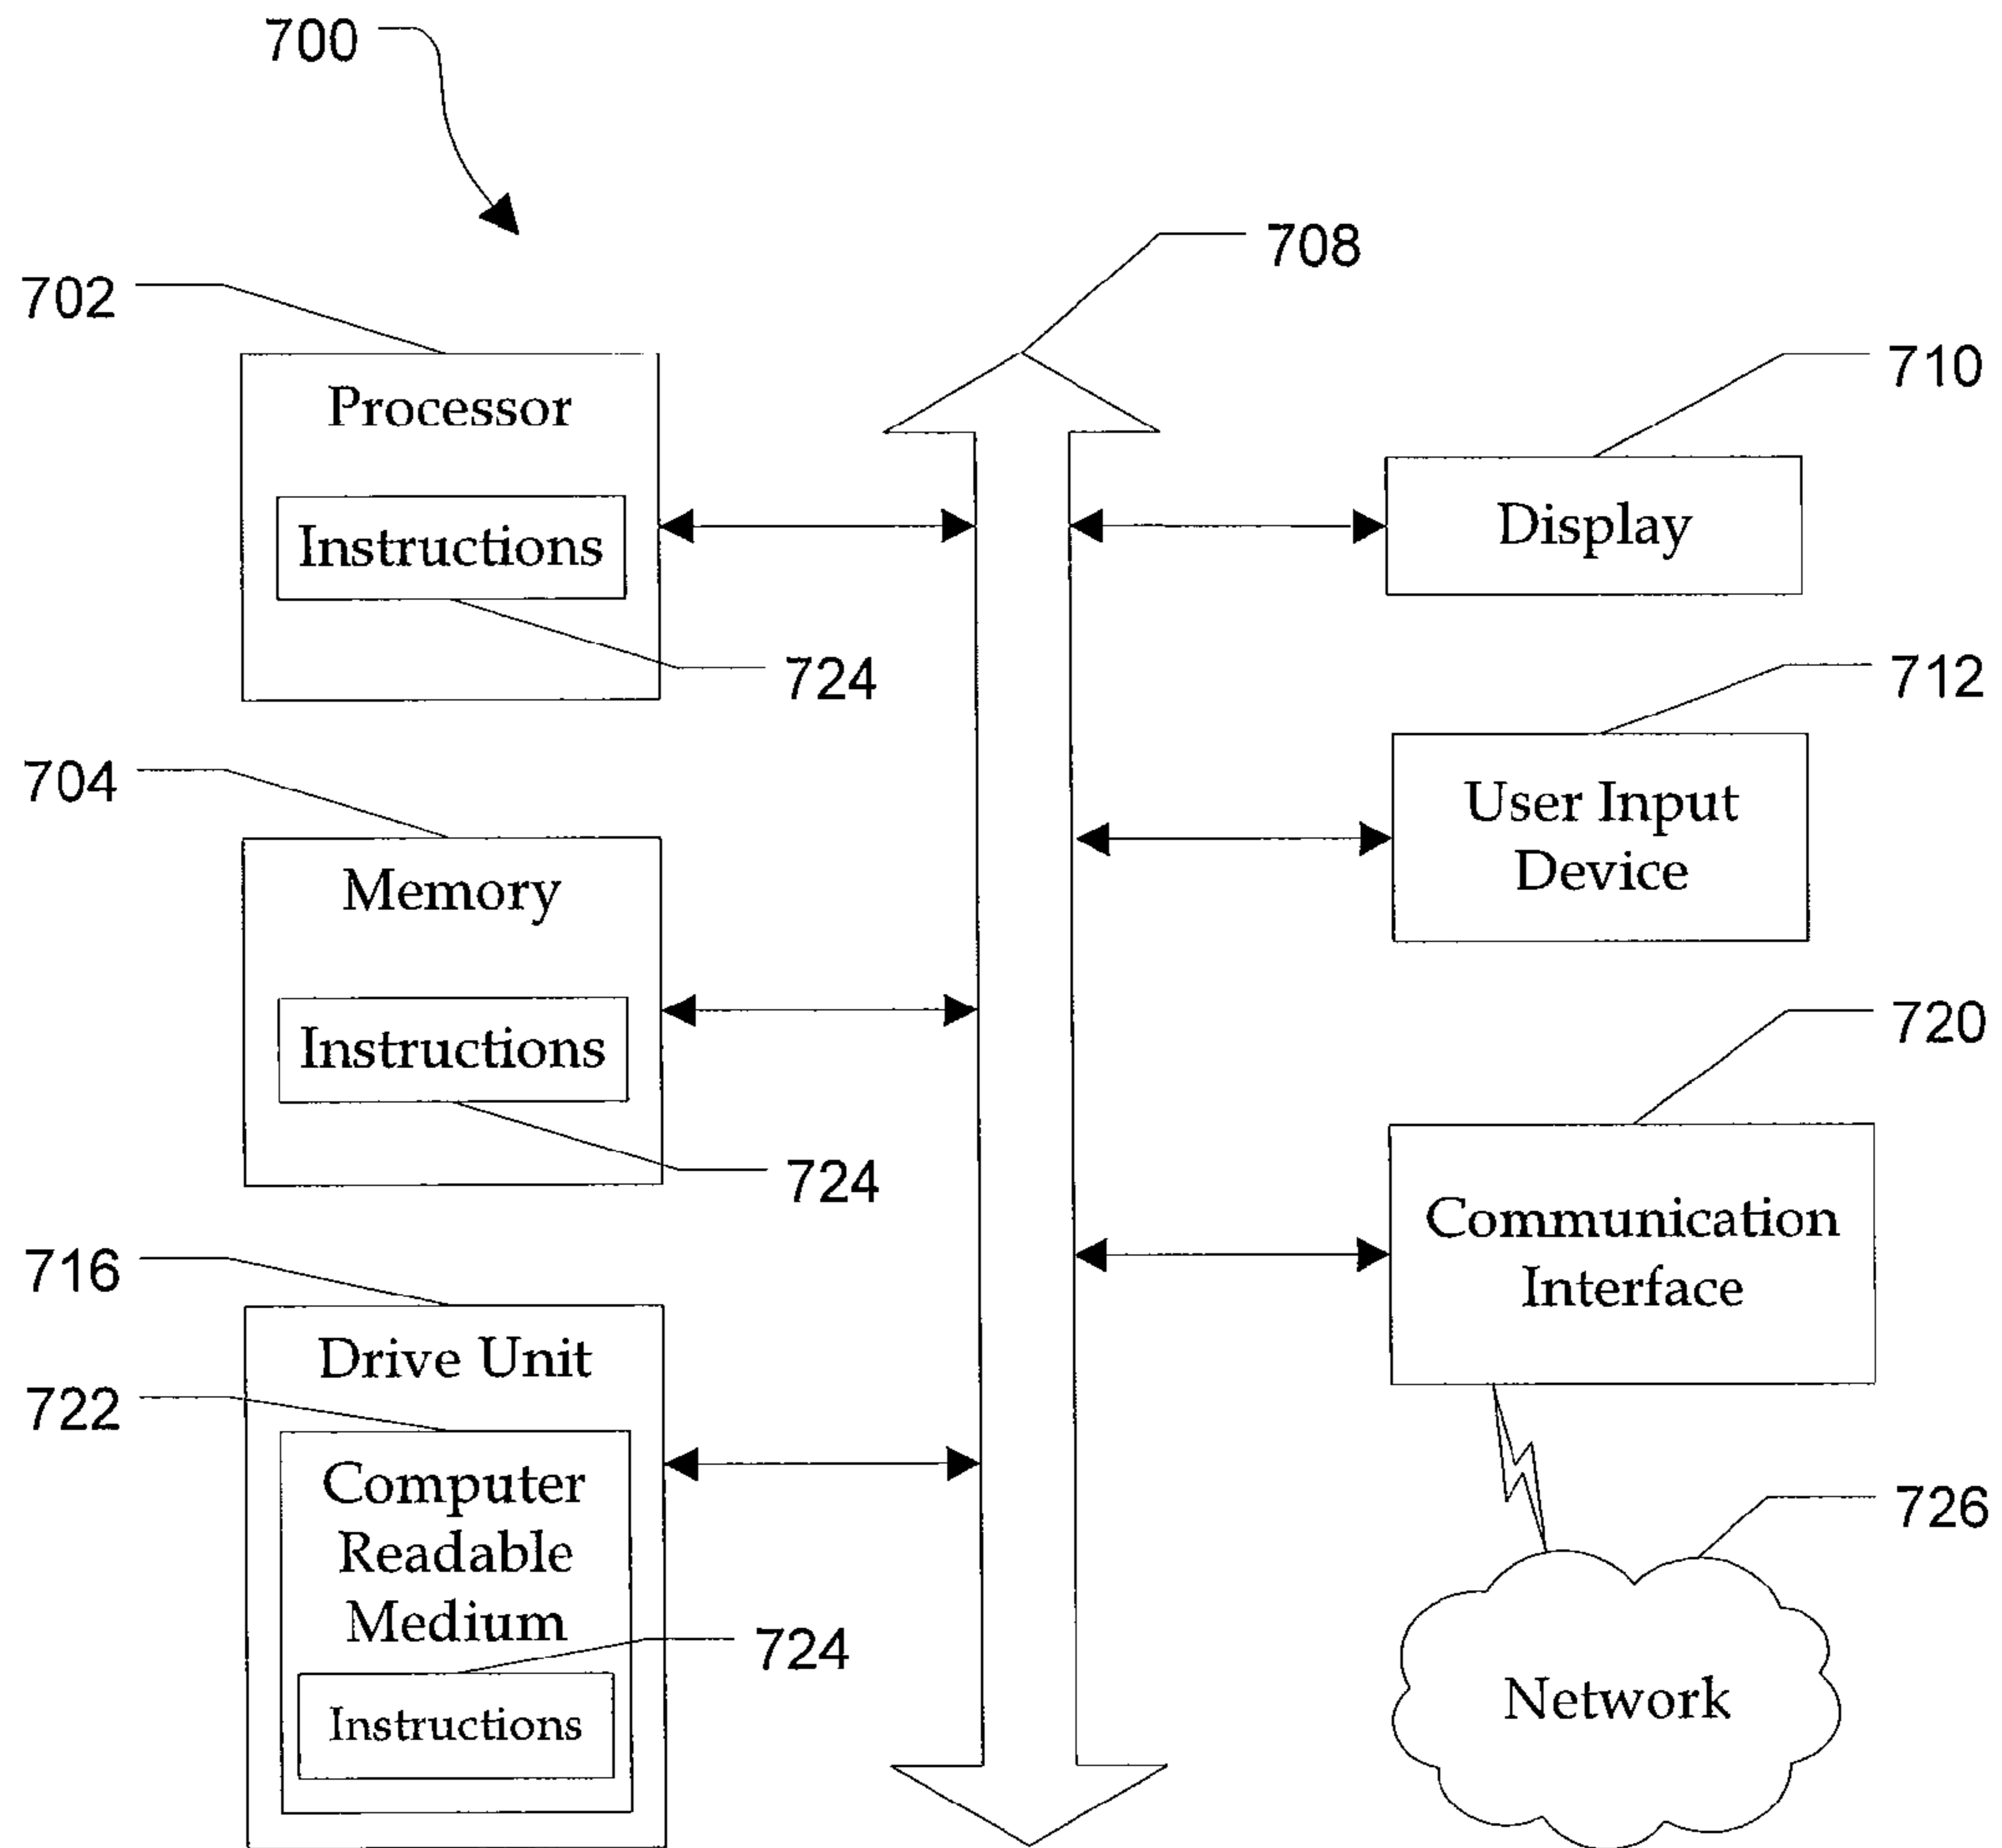 700
708
702
710
Processor
Instructions
Display
724
712
User Input
Device
704
Memory
720
Instructions
724
Communication
Interface
716
Drive Unit
722
Computer
Readable
Medium
726
724
Instructions
Network